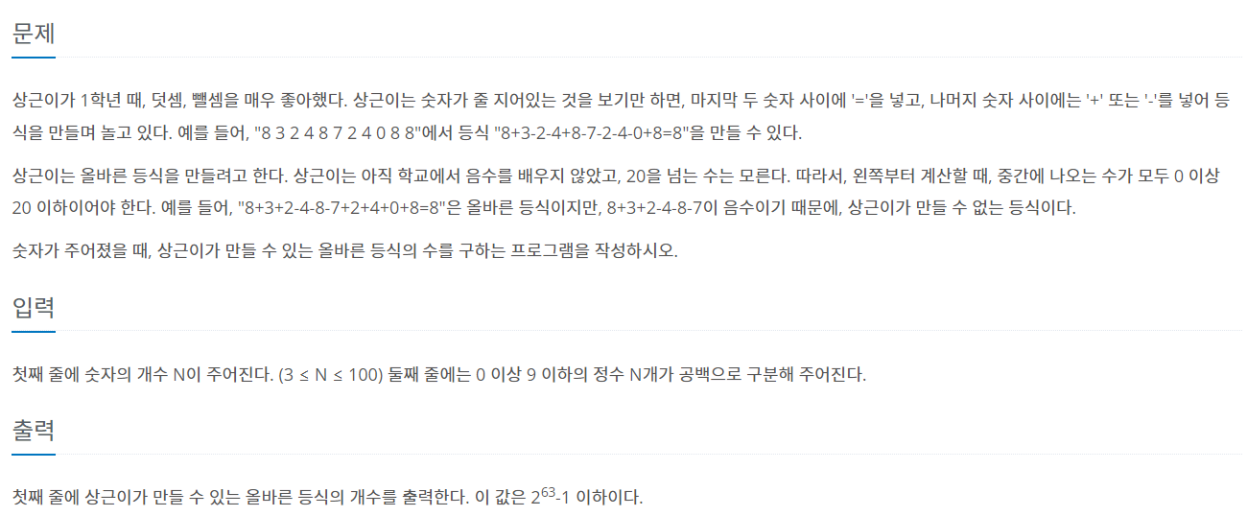 문제
상근이가 1학년 때, 덧셈, 뺄셈을 매우 좋아했다. 상근이는 숫자가 줄 지어있는 것을 보기만 하면, 마지막 두 숫자 사이에 '='을 넣고, 나머지 숫자 사이에는 '+' 또는 '-'를 넣어 등
식을 만들며 놀고 있다. 예를 들어, "8 3 2 4 8 7 2 4 0 8 8"에서 등식 "8+3-2-4+8-7-2-4-0+8=8"을 만들 수 있다.
상근이는 올바른 등식을 만들려고 한다. 상근이는 아직 학교에서 음수를 배우지 않았고, 20을 넘는 수는 모른다. 따라서, 왼쪽부터 계산할 때, 중간에 나오는 수가 모두 0 이상
20 이하이어야 한다. 예를 들어, "8+3+2-4-8-7+2+4+0+8=8"은 올바른 등식이지만, 8+3+2-4-8-7이 음수이기 때문에, 상근이가 만들 수 없는 등식이다.
숫자가 주어졌을 때, 상근이가 만들 수 있는 올바른 등식의 수를 구하는 프로그램을 작성하시오.
입력
첫째 줄에 숫자의 개수 N이 주어진다. (3 ≤ N ≤ 100) 둘째 줄에는 0 이상 9 이하의 정수 N개가 공백으로 구분해 주어진다.
출력
첫째 줄에 상근이가 만들 수 있는 올바른 등식의 개수를 출력한다. 이 값은 2⁶³-1 이하이다.